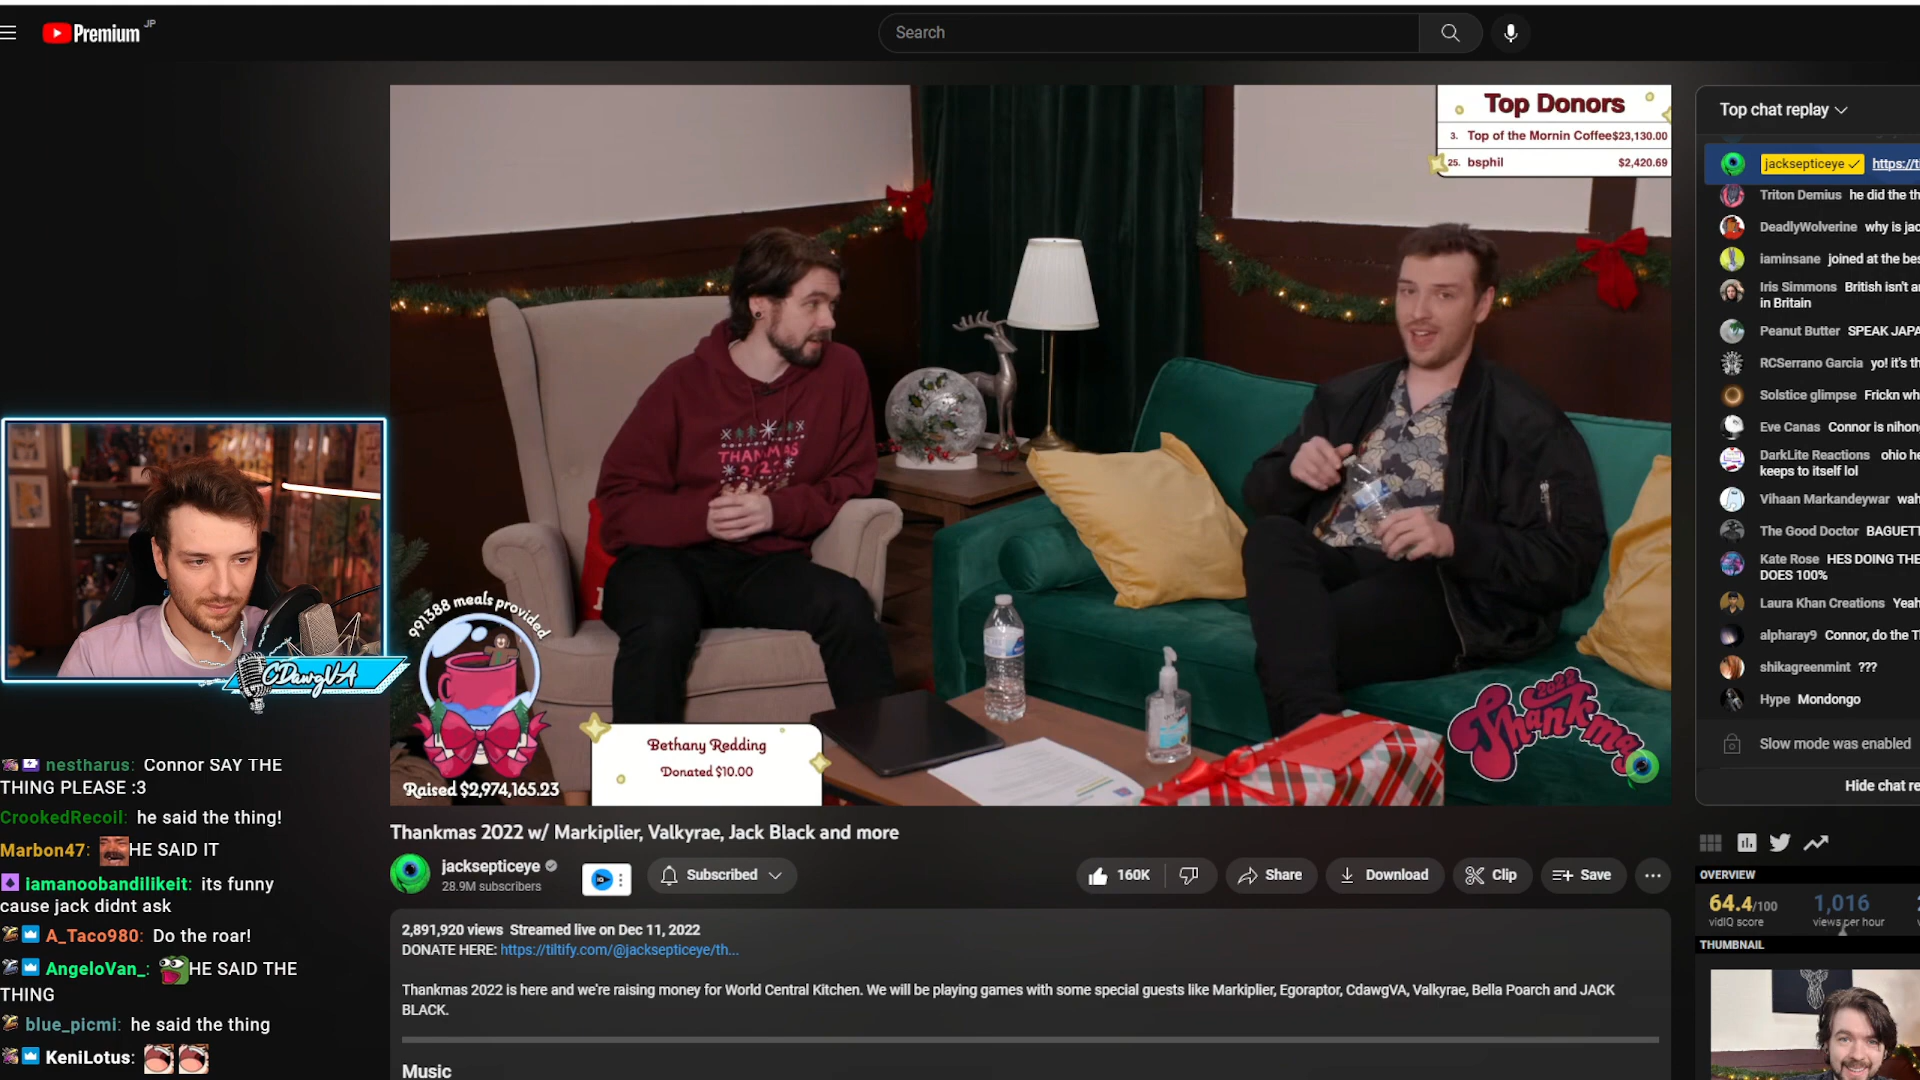 Premium JP
Search
Top Donors
3. Top of the Mornin Coffee $23,130.00
25. bsphil $2,420.69
THANKMAS
991388 meals provided
Raised $2,974,165.23
Bethany Redding
Donated $10.00
2022
Thankmas
CDawgVA
nestharus: Connor SAY THE
THING PLEASE :3
CrookedRecoil: he said the thing!
Marbon47: HE SAID IT
iamanoobandilikeit: its funny
cause jack didnt ask
A_Taco980: Do the roar!
AngeloVan_: HE SAID THE
THING
blue_picmi: he said the thing
KeniLotus:
Thankmas 2022 w/ Markiplier, Valkyrae, Jack Black and more
jacksepticeye
28.9M subscribers
Subscribed
160K
Share
Download
Clip
Save
2,891,920 views Streamed live on Dec 11, 2022
DONATE HERE: https://tiltify.com/@jacksepticeye/th...
Thankmas 2022 is here and we're raising money for World Central Kitchen. We will be playing games with some special guests like Markiplier, Egoraptor, CdawgVA, Valkyrae, Bella Poarch and JACK
BLACK.
Music
Top chat replay
jacksepticeye https://ti
Triton Demius he did the th
DeadlyWolverine why is jac
iaminsane joined at the bes
Iris Simmons British isn't a
in Britain
Peanut Butter SPEAK JAPA
RCSerrano Garcia yo! it's th
Solstice glimpse Frickn wh
Eve Canas Connor is nihon
DarkLite Reactions ohio he
keeps to itself lol
Vihaan Markandeywar wah
The Good Doctor BAGUETT
Kate Rose HES DOING THE
DOES 100%
Laura Khan Creations Yeah
alpharay9 Connor, do the T
shikagreenmint ???
Hype Mondongo
Slow mode was enabled
Hide chat re
OVERVIEW
64.4/100
vidIQ score
1,016
views per hour
THUMBNAIL